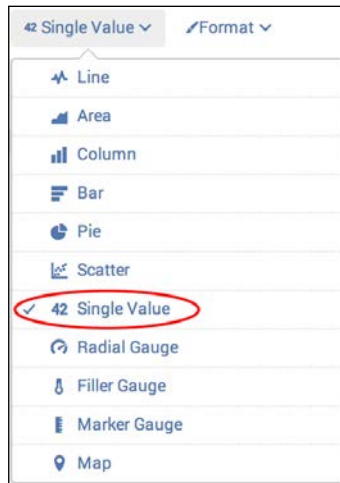 42 Single Value Format
Line
Area
Column
Bar
Pie
Scatter
42 Single Value
Radial Gauge
Filler Gauge
Marker Gauge
Map